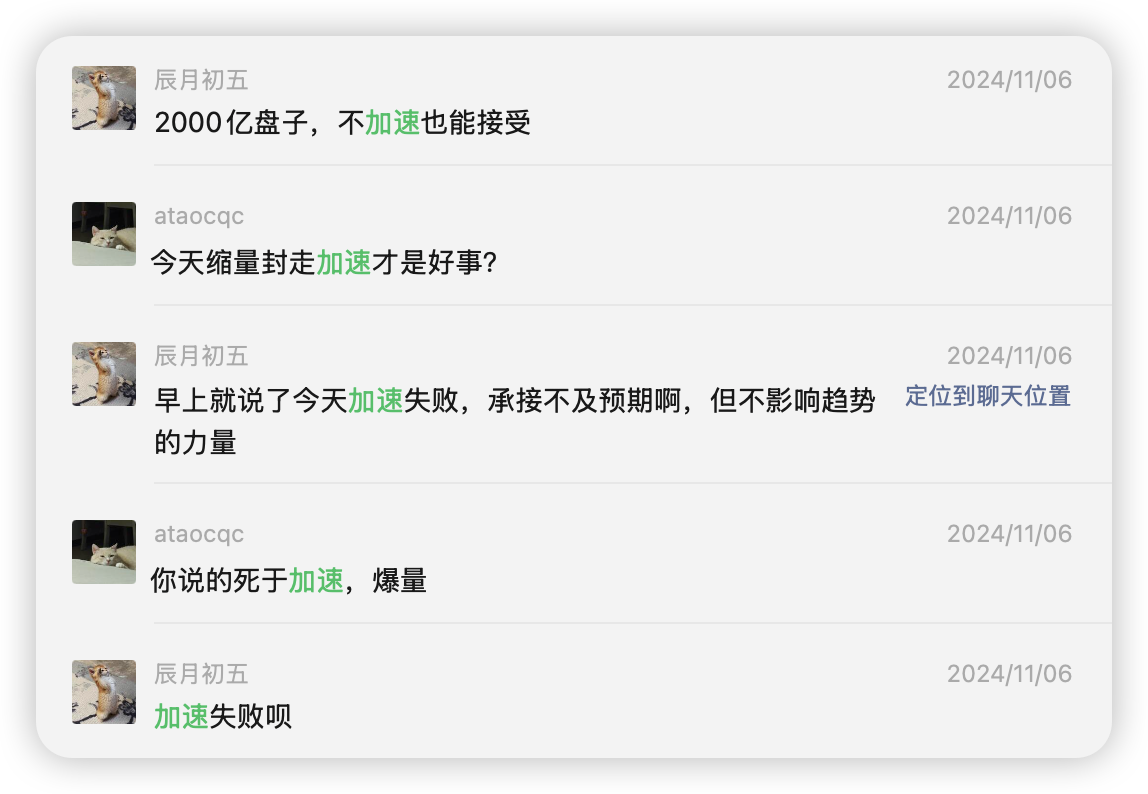 辰月初五 2024/11/06
2000亿盘子，不加速也能接受
ataocqc 2024/11/06
今天缩量封走加速才是好事?
辰月初五 2024/11/06
早上就说了今天加速失败，承接不及预期啊，但不影响趋势 定位到聊天位置
的力量
ataocqc 2024/11/06
你说的死于加速，爆量
辰月初五 2024/11/06
加速失败呗